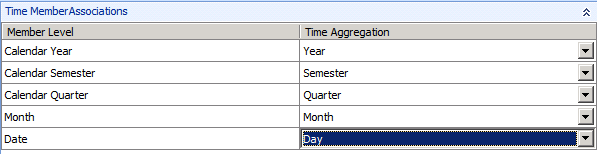 Time MemberAssociations
Member Level Time Aggregation
Calendar Year Year
Calendar Semester Semester
Calendar Quarter Quarter
Month Month
Date Day